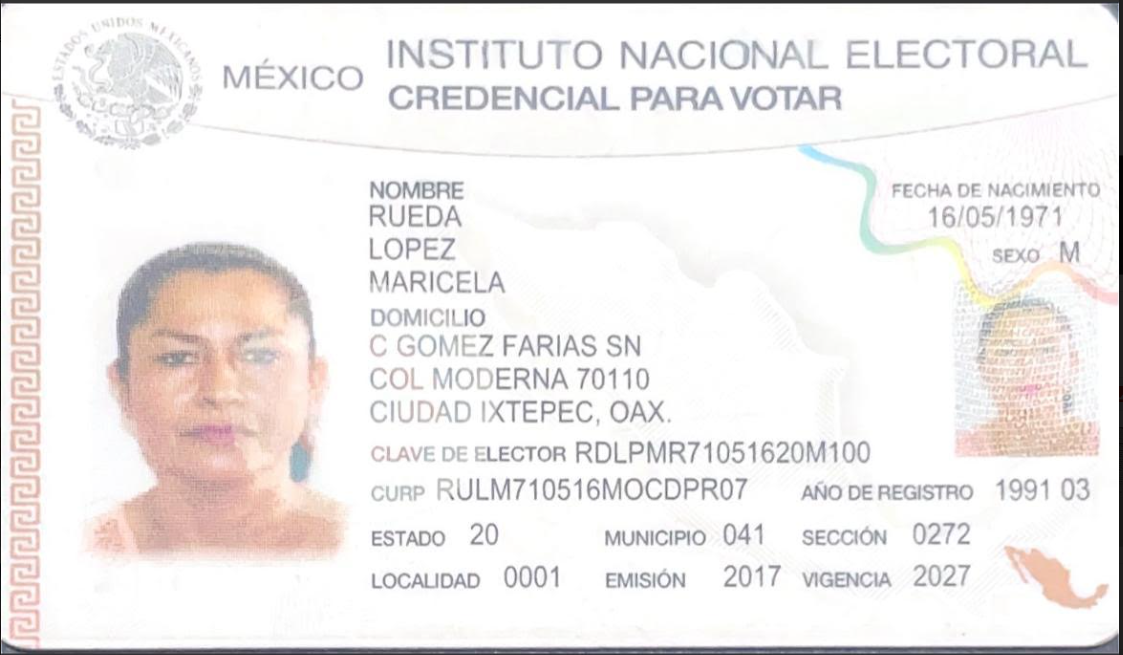 ESTADOS UNIDOS MEXICANOS
MÉXICO
INSTITUTO NACIONAL ELECTORAL
CREDENCIAL PARA VOTAR
NOMBRE
RUEDA
LOPEZ
MARICELA
FECHA DE NACIMIENTO
16/05/1971
SEXO M
DOMICILIO
C GOMEZ FARIAS SN
COL MODERNA 70110
CIUDAD IXTEPEC, OAX.
CLAVE DE ELECTOR RDLPMR71051620M100
CURP RULM710516MOCDPR07 AÑO DE REGISTRO 1991 03
ESTADO 20 MUNICIPIO 041 SECCIÓN 0272
LOCALIDAD 0001 EMISIÓN 2017 VIGENCIA 2027